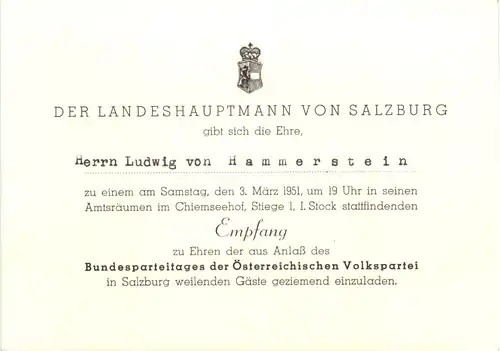 DER LANDESHAUPTMANN VON SALZBURG
gibt sich die Ehre,
Herrn Ludwig von Hammerstein
zu einem am Samstag, den 3. März 1951, um 19 Uhr in seinen
Amtsräumen im Chiemseehof, Stiege 1, I. Stock stattfindenden
Empfang
zu Ehren der aus Anlaß des
Bundesparteitages der Österreichischen Volkspartei
in Salzburg weilenden Gäste geziemend einzuladen.